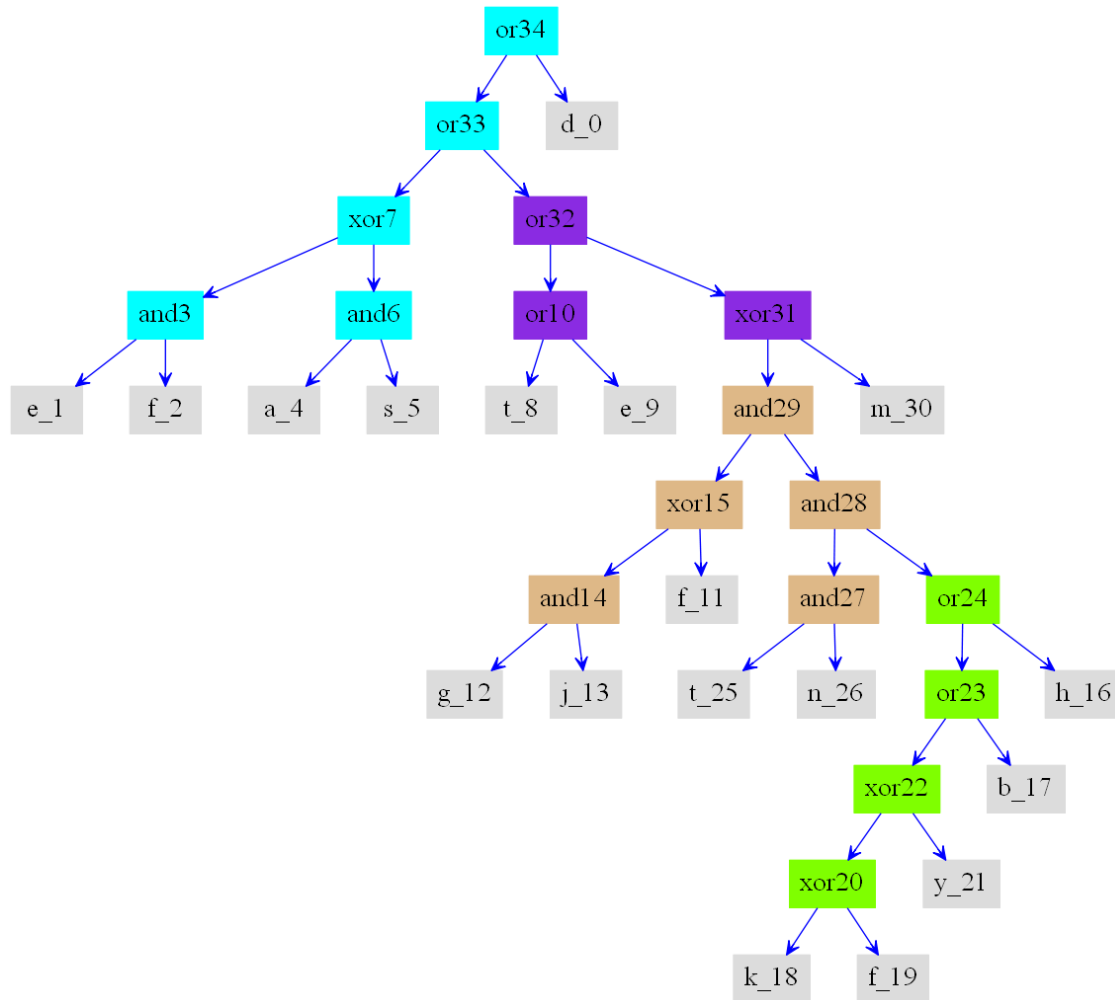 or34
or33
d_0
xor7
or32
and3
and6
or10
xor31
e_1
f_2
a_4
s_5
t_8
e_9
and29
m_30
xor15
and28
and14
f_11
and27
or24
g_12
j_13
t_25
n_26
or23
h_16
xor22
b_17
xor20
y_21
k_18
f_19